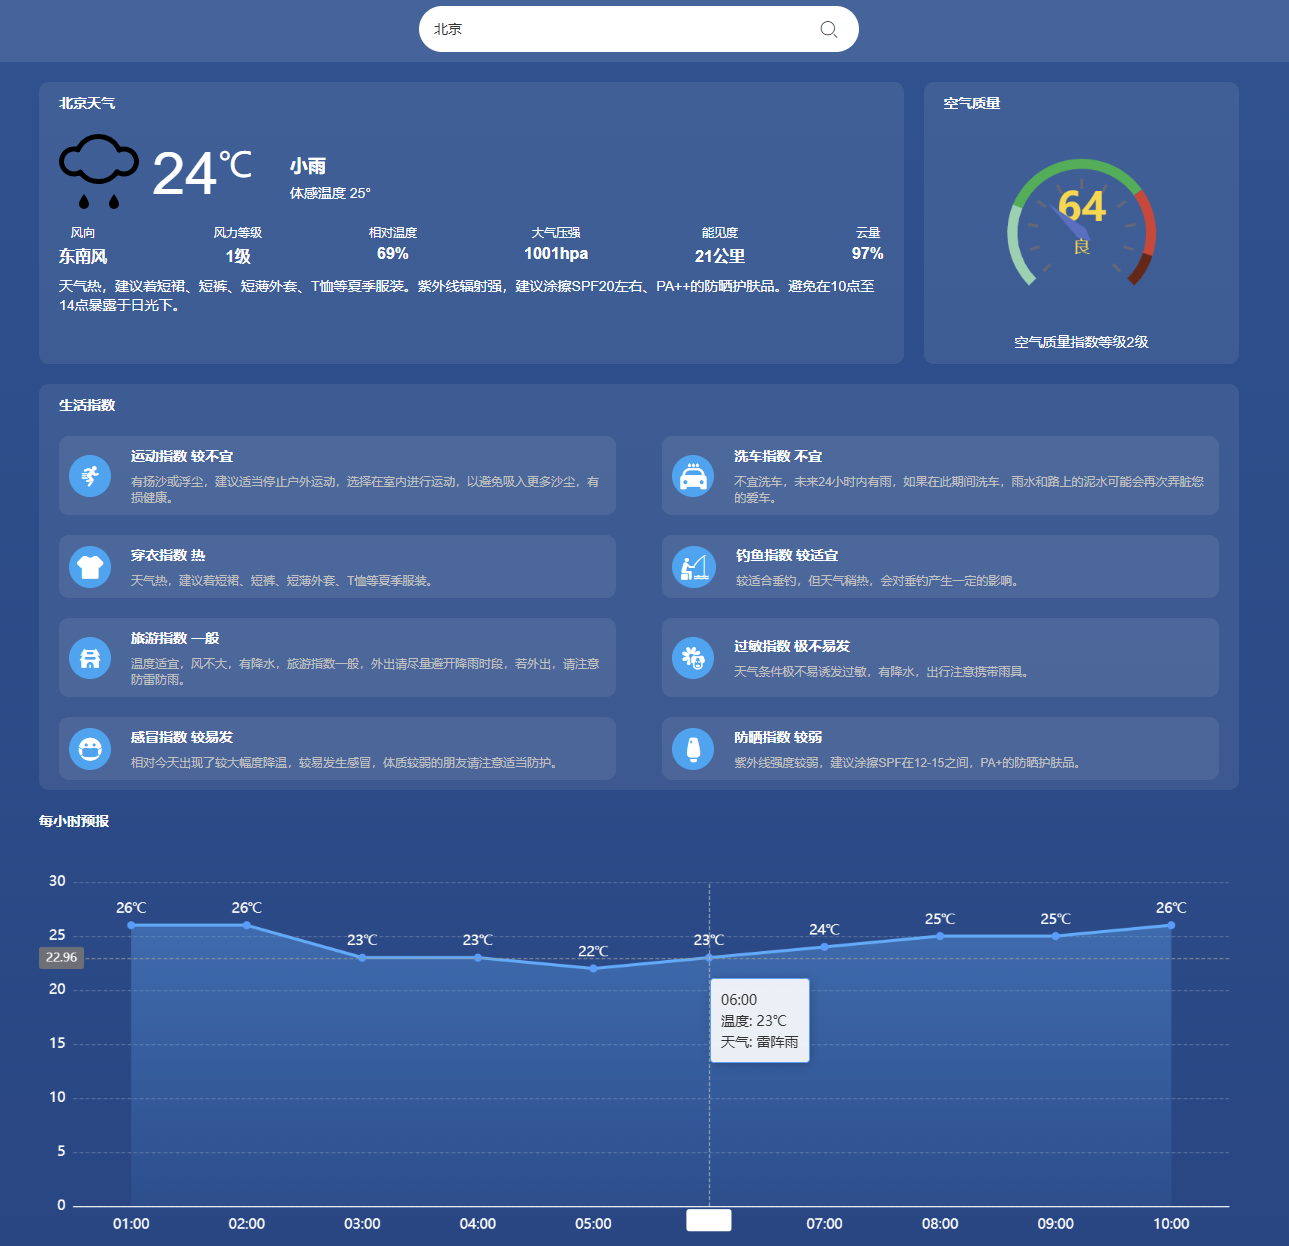 北京
北京天气
24℃
小雨
体感温度 25°
风向
东南风
风力等级
1级
相对温度
69%
大气压强
1001hpa
能见度
21公里
云量
97%
天气热，建议着短裙、短裤、短薄外套、T恤等夏季服装。紫外线辐射强，建议涂擦SPF20左右、PA++的防晒护肤品。避免在10点至
14点暴露于日光下。
空气质量
64
良
空气质量指数等级2级
生活指数
运动指数 较不宜
有扬沙或浮尘，建议适当停止户外运动，选择在室内进行运动，以避免吸入更多沙尘，有
损健康。
洗车指数 不宜
不宜洗车，未来24小时内有雨，如果在此期间洗车，雨水和路上的泥水可能会再次弄脏您
的爱车。
穿衣指数 热
天气热，建议着短裙、短裤、短薄外套、T恤等夏季服装。
钓鱼指数 较适宜
较适合垂钓，但天气稍热，会对垂钓产生一定的影响。
旅游指数 一般
温度适宜，风不大，有降水，旅游指数一般，外出请尽量避开降雨时段，若外出，请注意
防雷防雨。
过敏指数 极不易发
天气条件极不易诱发过敏，有降水，出行注意携带雨具。
感冒指数 较易发
相对今天出现了较大幅度降温，较易发生感冒，体质较弱的朋友请注意适当防护。
防晒指数 较弱
紫外线强度较弱，建议涂擦SPF在12-15之间，PA+的防晒护肤品。
每小时预报
30
25
22.96
20
15
10
5
0
26℃
26℃
23℃
23℃
22℃
23℃
24℃
25℃
25℃
26℃
06:00
温度: 23℃
天气: 雷阵雨
01:00
02:00
03:00
04:00
05:00
07:00
08:00
09:00
10:00